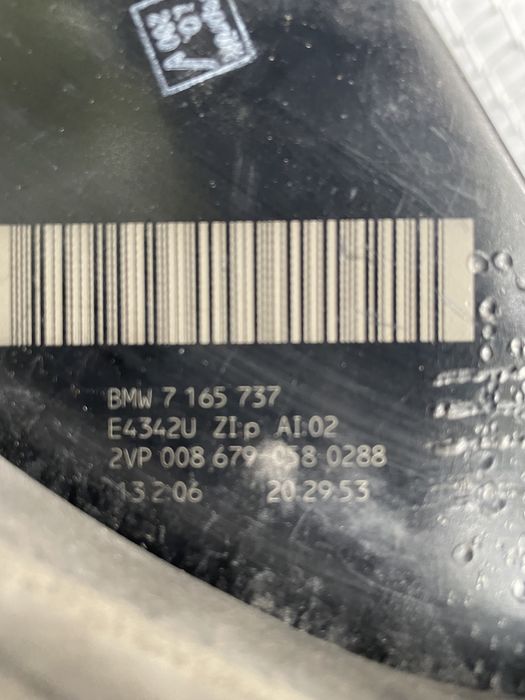 i.O.
200
BMW 7 165 737
E4342U ZI:p AI:02
2VP 008 679 058 0288
13 2 06 20.29.53